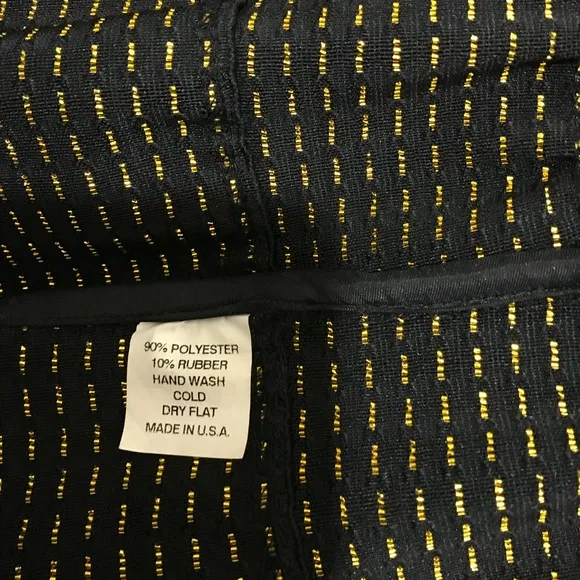 90% POLYESTER
10% RUBBER
HAND WASH
COLD
DRY FLAT
MADE IN U.S.A.